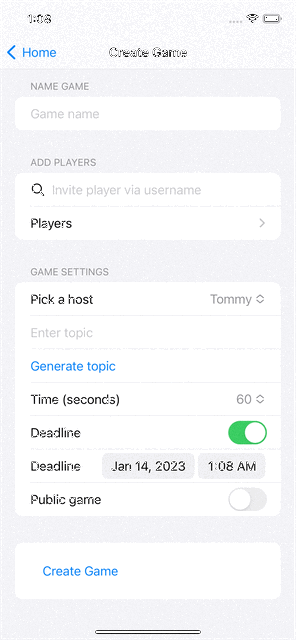 1:08
Home
Create Game
NAME GAME
Game name
ADD PLAYERS
Invite player via username
Players
GAME SETTINGS
Pick a host Tommy
Enter topic
Generate topic
Time (seconds) 60
Deadline
Deadline Jan 14, 2023 1:08 AM
Public game
Create Game